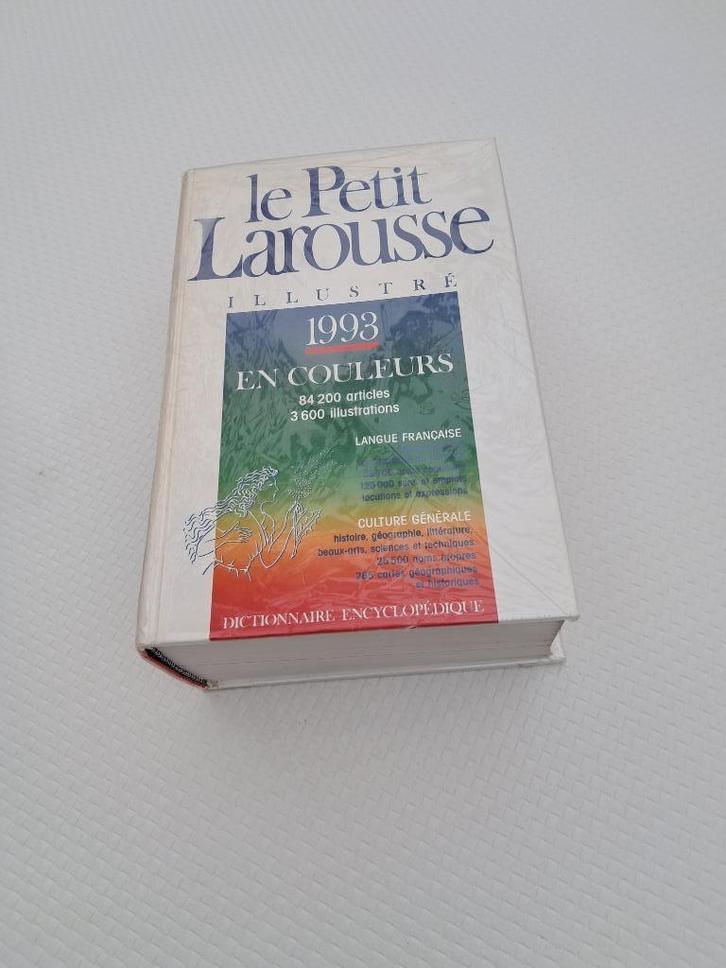 le Petit
Larousse
ILLUSTRÉ
1993
EN COULEURS
84 200 articles
3 600 illustrations
LANGUE FRANÇAISE
125 000 sens et emplois
locutions et expressions
CULTURE GÉNÉRALE
histoire, géographie, littérature,
beaux-arts, sciences et techniques
25 500 noms propres
265 cartes géographiques
et historiques
DICTIONNAIRE ENCYCLOPÉDIQUE